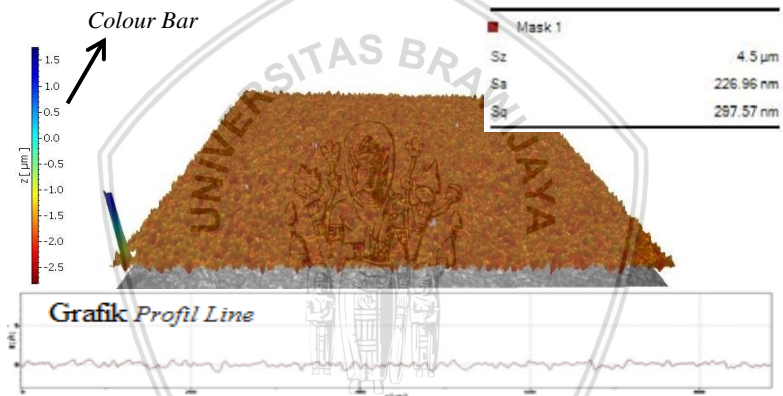 Colour Bar
Mask 1
Sz 4.5 µm
Sa 226.96 nm
Sq 297.57 nm
1.5
1.0
0.5
0.0
-0.5
-1.0
-1.5
-2.0
-2.5
z [µm]
UNIVERSITAS BRAWIJAYA
Grafik Profil Line